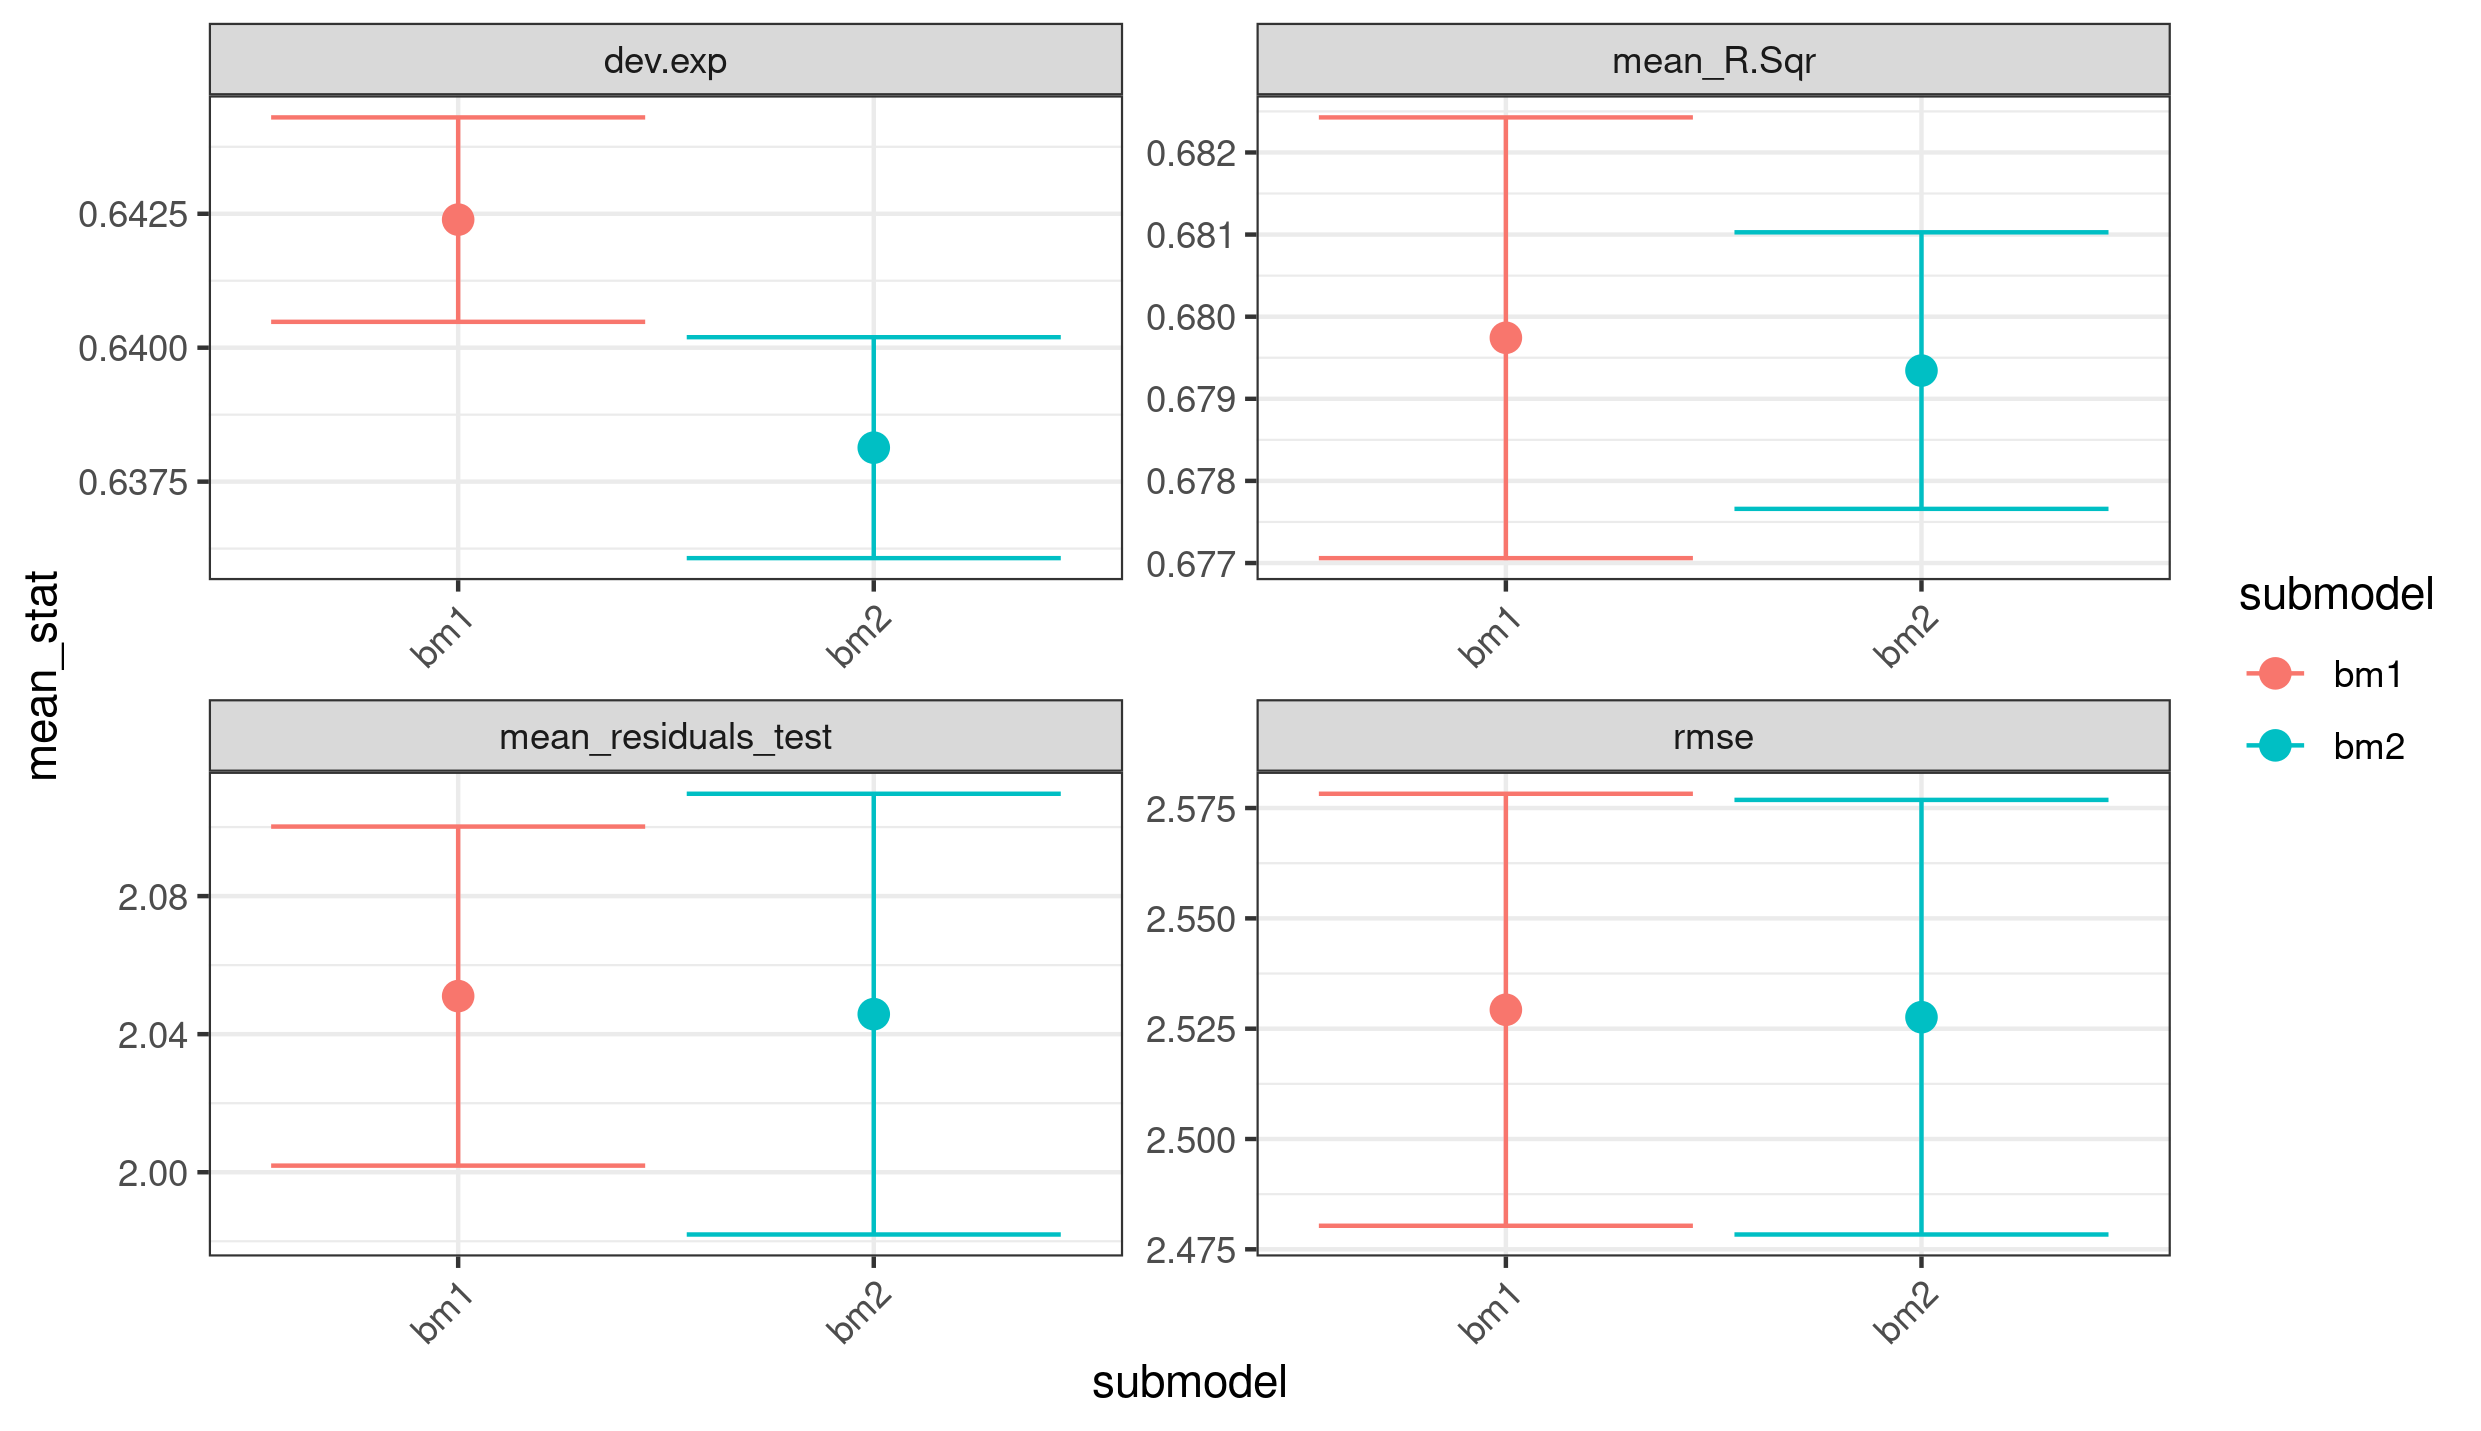 dev.exp
mean_R.Sqr
0.6425
0.6400
0.6375
0.682
0.681
0.680
0.679
0.678
0.677
bm1
bm2
bm1
bm2
mean_stat
mean_residuals_test
rmse
2.08
2.04
2.00
2.575
2.550
2.525
2.500
2.475
bm1
bm2
bm1
bm2
submodel
submodel
bm1
bm2